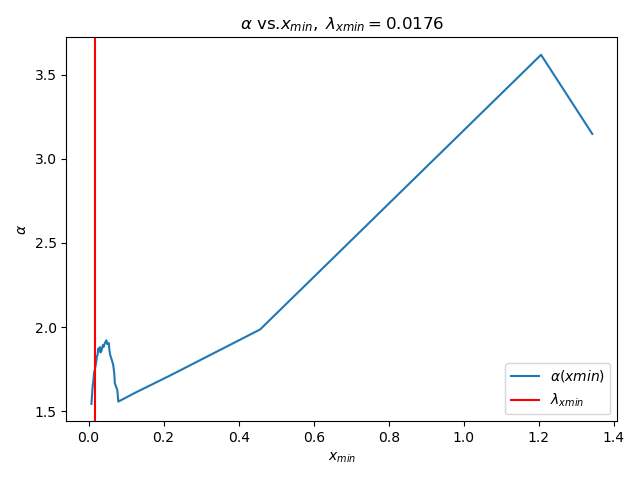 α vs.x_min, λ_xmin = 0.0176
3.5
3.0
2.5
2.0
1.5
α
0.0 0.2 0.4 0.6 0.8 1.0 1.2 1.4
x_min
α(xmin)
λ_xmin